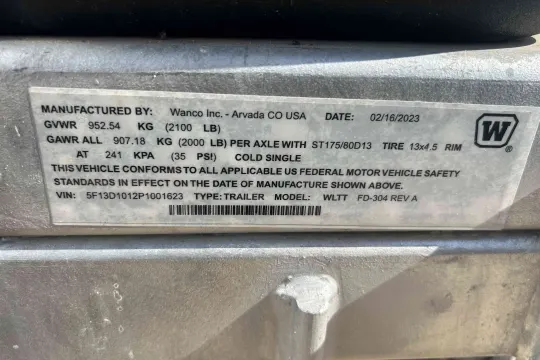 MANUFACTURED BY: Wanco Inc. - Arvada CO USA DATE: 02/16/2023
GVWR 952.54 KG (2100 LB)
GAWR ALL 907.18 KG (2000 LB) PER AXLE WITH ST175/80D13 TIRE 13x4.5 RIM
AT 241 KPA (35 PSI) COLD SINGLE
THIS VEHICLE CONFORMS TO ALL APPLICABLE US FEDERAL MOTOR VEHICLE SAFETY
STANDARDS IN EFFECT ON THE DATE OF MANUFACTURE SHOWN ABOVE.
VIN: 5F13D1012P1001623 TYPE: TRAILER MODEL: WLTT FD-304 REV A
W